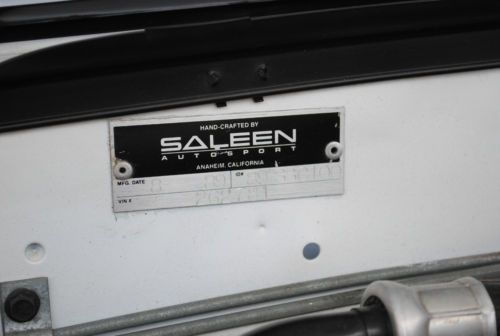 HAND-CRAFTED BY
SALEEN
AUTOSPORT
ANAHEIM, CALIFORNIA
MFG. DATE ID#
VIN #